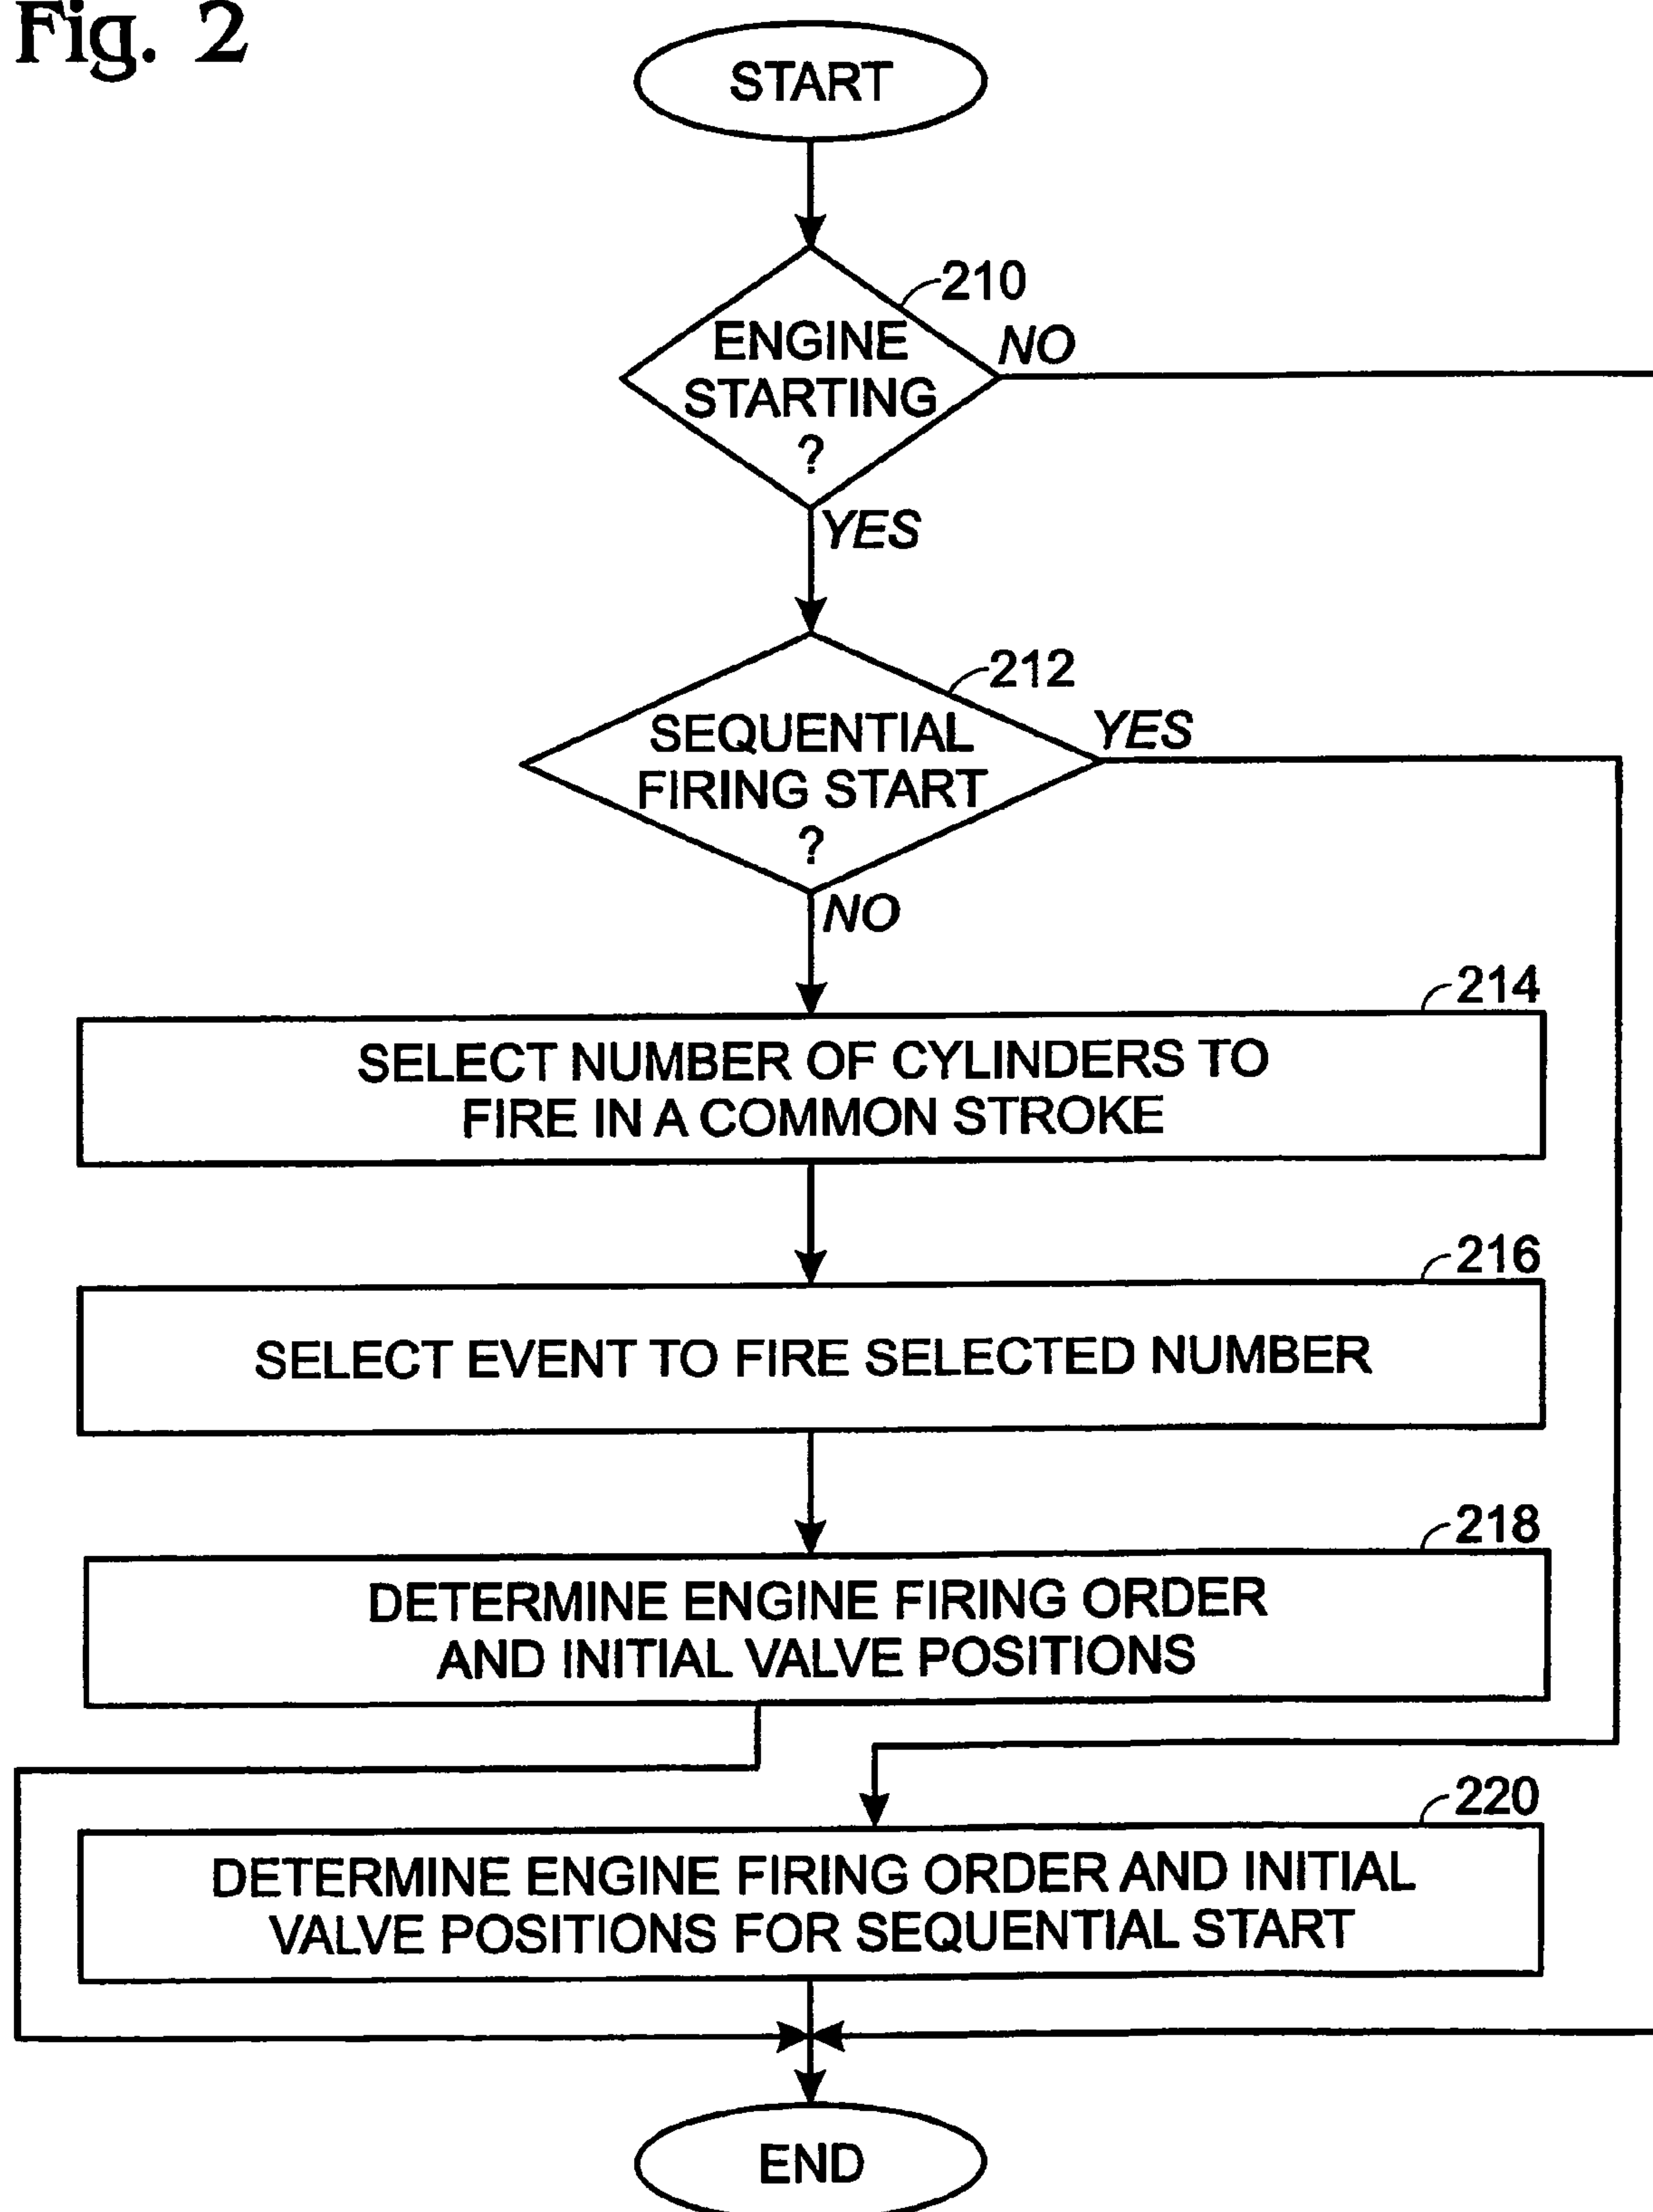 Fig. 2
START
210
ENGINE
STARTING
?
NO
YES
212
SEQUENTIAL
FIRING START
?
YES
NO
214
SELECT NUMBER OF CYLINDERS TO
FIRE IN A COMMON STROKE
216
SELECT EVENT TO FIRE SELECTED NUMBER
218
DETERMINE ENGINE FIRING ORDER
AND INITIAL VALVE POSITIONS
220
DETERMINE ENGINE FIRING ORDER AND INITIAL
VALVE POSITIONS FOR SEQUENTIAL START
END